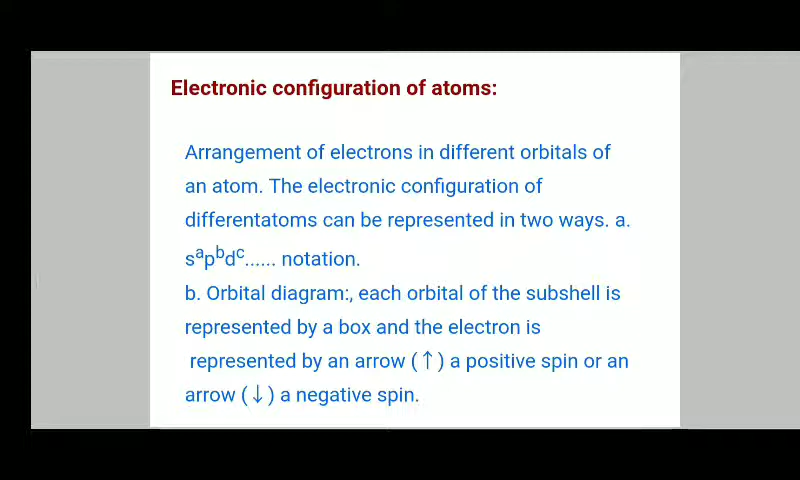 Electronic configuration of atoms:
Arrangement of electrons in different orbitals of
an atom. The electronic configuration of
differentatoms can be represented in two ways. a.
sᵃpᵇdᶜ...... notation.
b. Orbital diagram:, each orbital of the subshell is
represented by a box and the electron is
represented by an arrow (↑) a positive spin or an
arrow (↓) a negative spin.